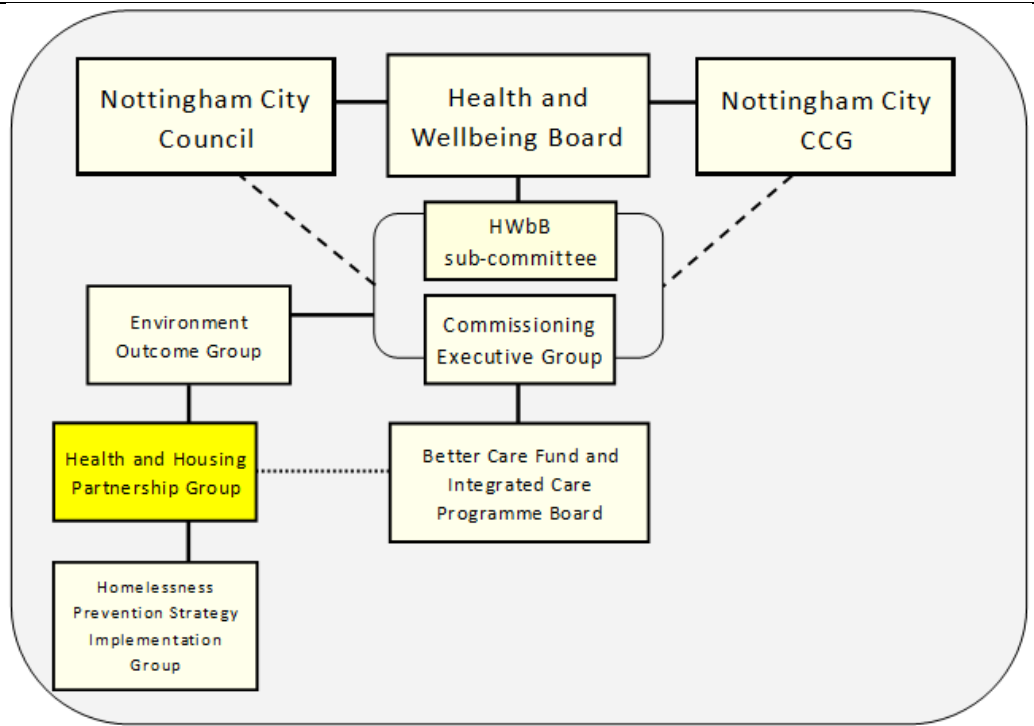 Nottingham City
Council
Health and
Wellbeing Board
Nottingham City
CCG
HWbB
sub-committee
Environment
Outcome Group
Commissioning
Executive Group
Health and Housing
Partnership Group
Better Care Fund and
Integrated Care
Programme Board
Homelessness
Prevention Strategy
Implementation
Group